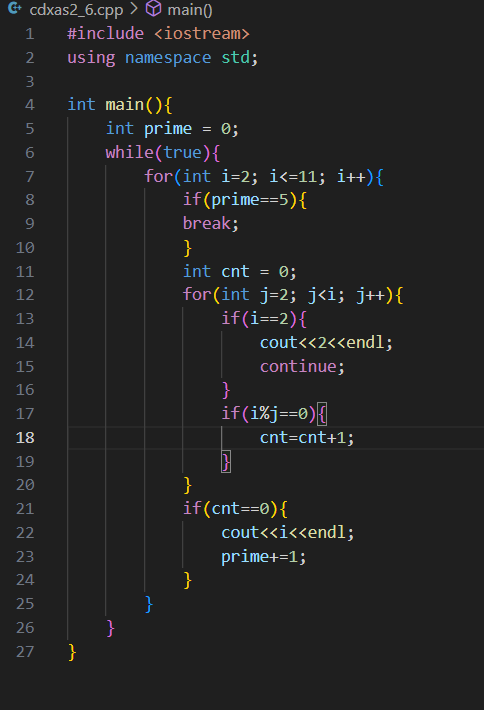 cdxas2_6.cpp > main()
1 #include <iostream>
2 using namespace std;
3
4 int main(){
5     int prime = 0;
6     while(true){
7         for(int i=2; i<=11; i++){
8             if(prime==5){
9             break;
10             }
11             int cnt = 0;
12             for(int j=2; j<i; j++){
13                 if(i==2){
14                     cout<<2<<endl;
15                     continue;
16                 }
17                 if(i%j==0){
18                     cnt=cnt+1;
19                 }
20             }
21             if(cnt==0){
22                 cout<<i<<endl;
23                 prime+=1;
24             }
25         }
26     }
27 }